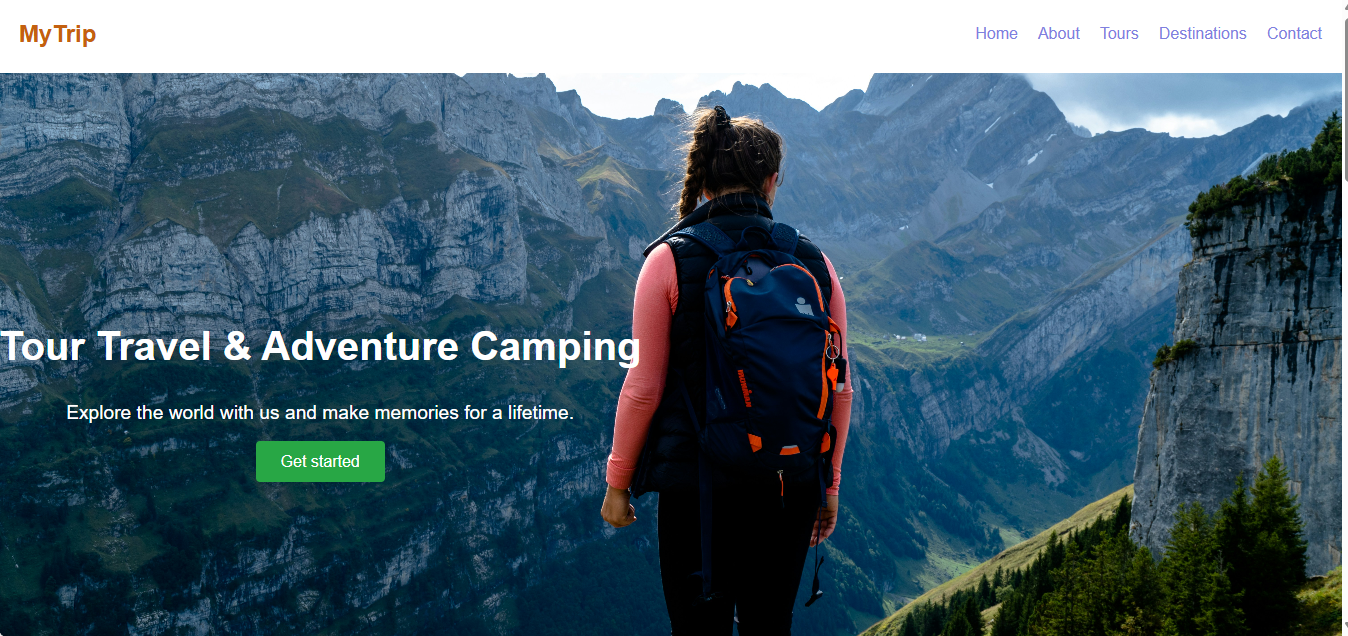 MyTrip
Home About Tours Destinations Contact
Tour Travel & Adventure Camping
Explore the world with us and make memories for a lifetime.
Get started